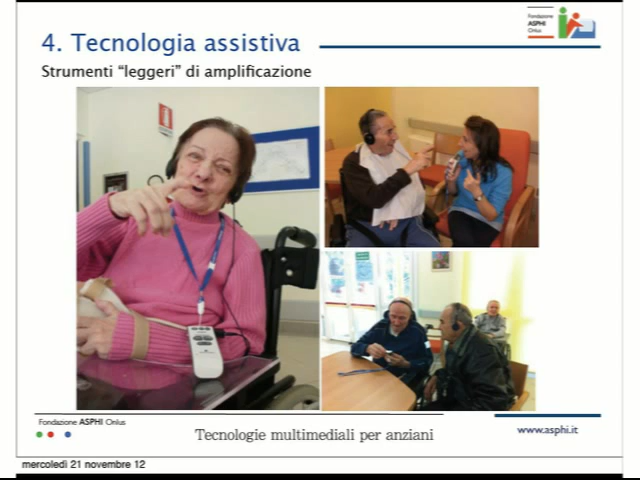 4. Tecnologia assistiva
Fondazione
ASPHI
Onlus
Strumenti “leggeri” di amplificazione
Fondazione ASPHI Onlus
Tecnologie multimediali per anziani
www.asphi.it
mercoledì 21 novembre 12